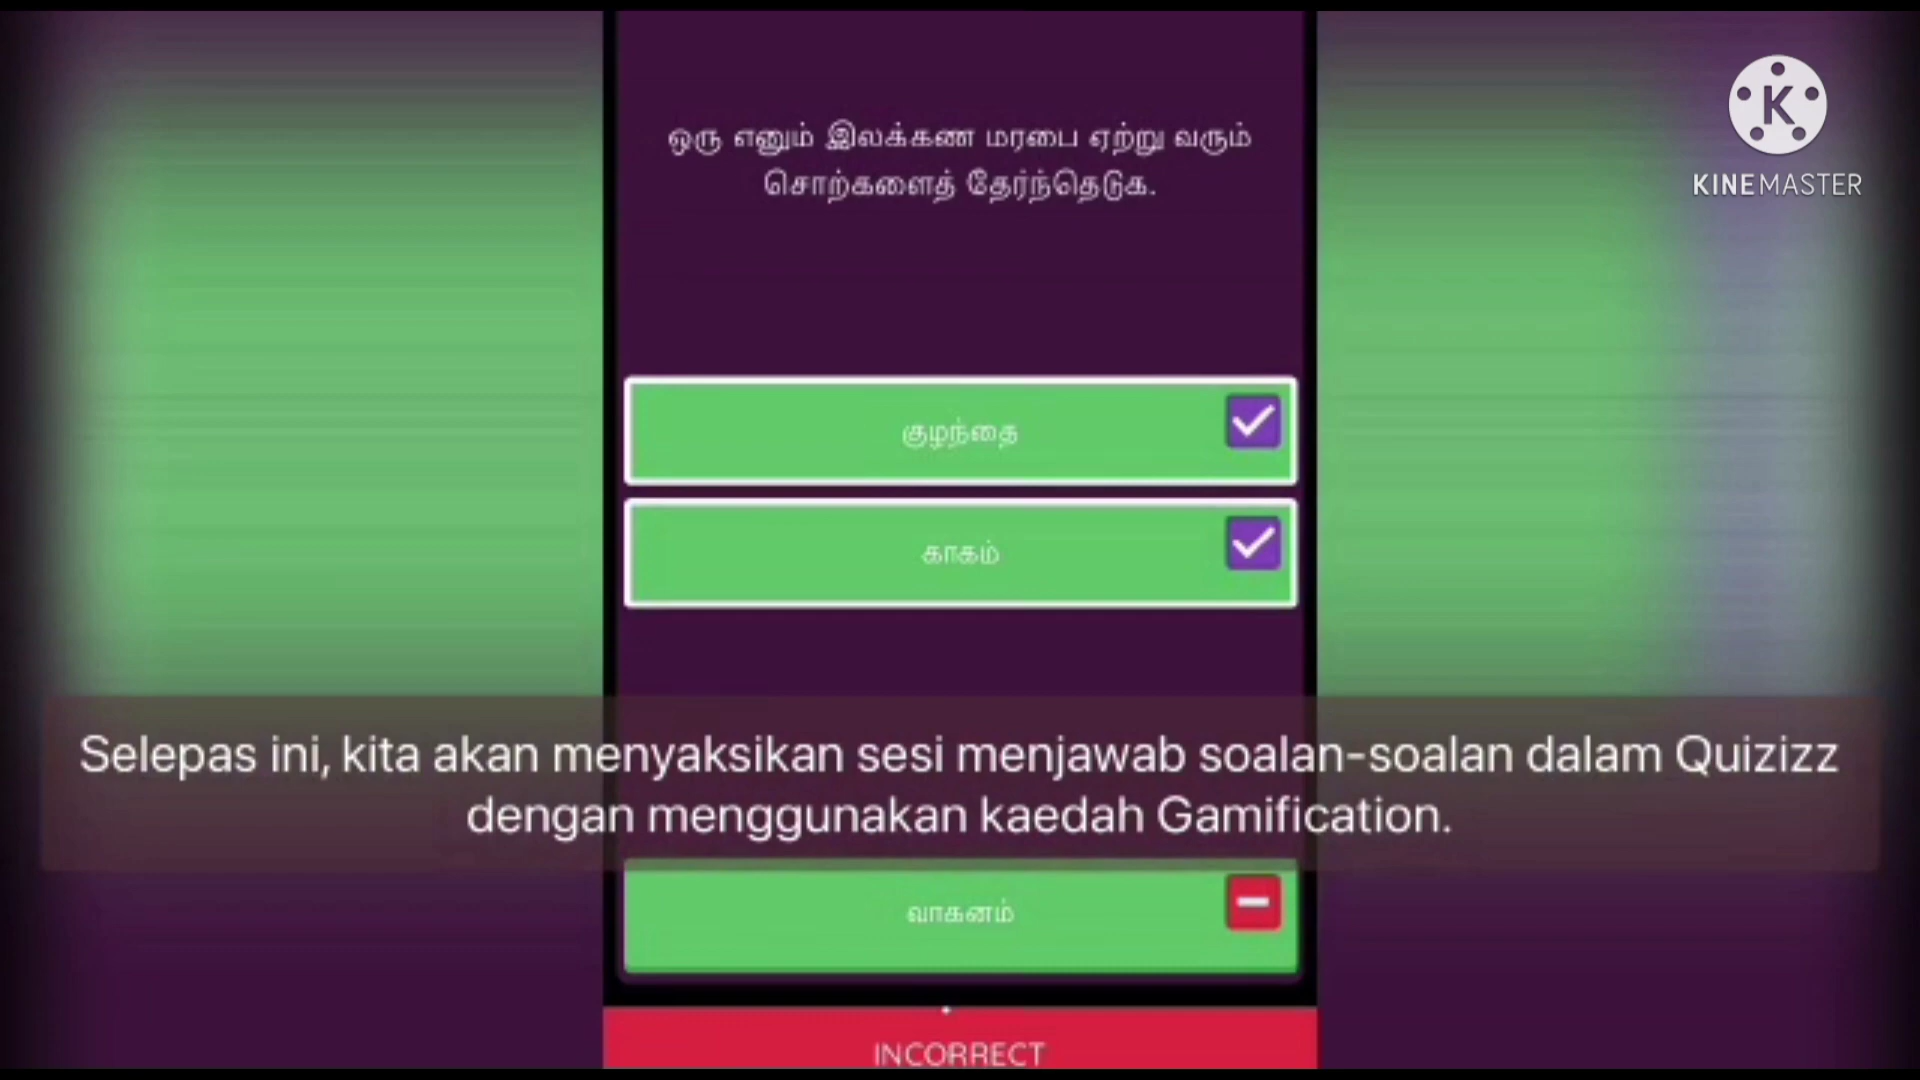 ஒரு எனும் இலக்கண மரபை ஏற்று வரும்
சொற்களைத் தேர்ந்தெடுக.
K
KINEMASTER
குழந்தை
காகம்
Selepas ini, kita akan menyaksikan sesi menjawab soalan-soalan dalam Quizizz
dengan menggunakan kaedah Gamification.
வாகனம்
INCORRECT